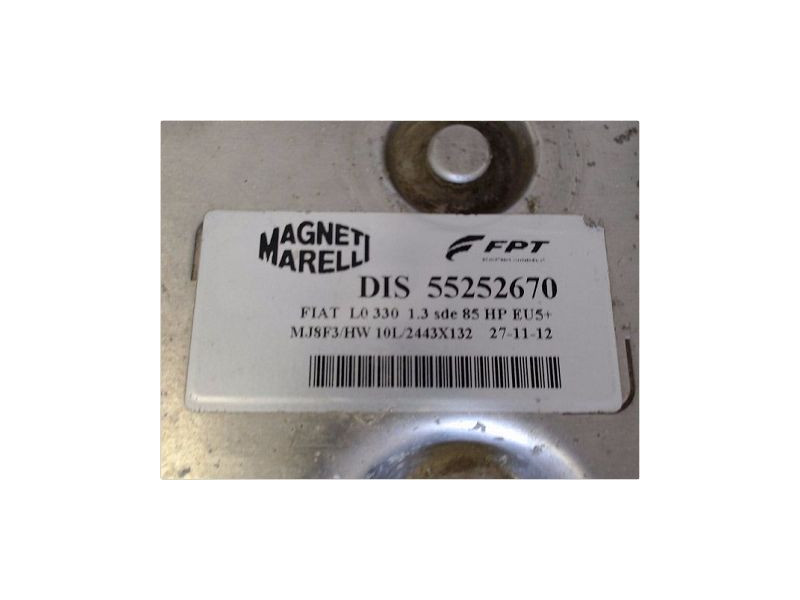 MAGNETI
MARELLI
FPT
DIS 55252670
FIAT L0 330 1.3 sde 85 HP EU5+
MJ8F3/HW 10L/2443X132 27-11-12